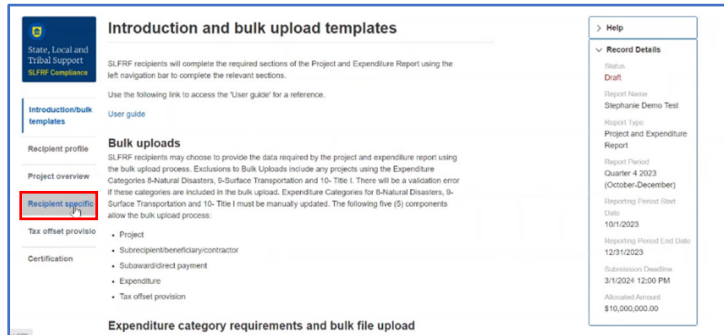 Introduction and bulk upload templates
State, Local and
Tribal Support
SLFRF Compliance
Introduction/bulk
templates
Recipient profile
Project overview
Recipient specific
Tax offset provisio
Certification
SLFRF recipients will complete the required sections of the Project and Expenditure Report using the
left navigation bar to complete the relevant sections.
Use the following link to access the 'User guide' for a reference.
User guide
Bulk uploads
SLFRF recipients may choose to provide the data required by the project and expenditure report using
the bulk upload process. Exclusions to Bulk Uploads include any projects using the Expenditure
Categories 8-Natural Disasters, 9-Surface Transportation and 10- Title I. There will be a validation error
if these categories are included in the bulk upload. Expenditure Categories for 8-Natural Disasters, 9-
Surface Transportation and 10- Title I must be manually updated. The following five (5) components
allow the bulk upload process:
• Project
• Subrecipient/beneficiary/contractor
• Subaward/direct payment
• Expenditure
• Tax offset provision
Expenditure category requirements and bulk file upload
Help
Record Details
Status
Draft
Report Name
Stephanie Demo Test
Report Type
Project and Expenditure
Report
Report Period
Quarter 4 2023
(October-December)
Reporting Period Start
Date
10/1/2023
Reporting Period End Date
12/31/2023
Submission Deadline
3/1/2024 12:00 PM
Allocated Amount
$10,000,000.00